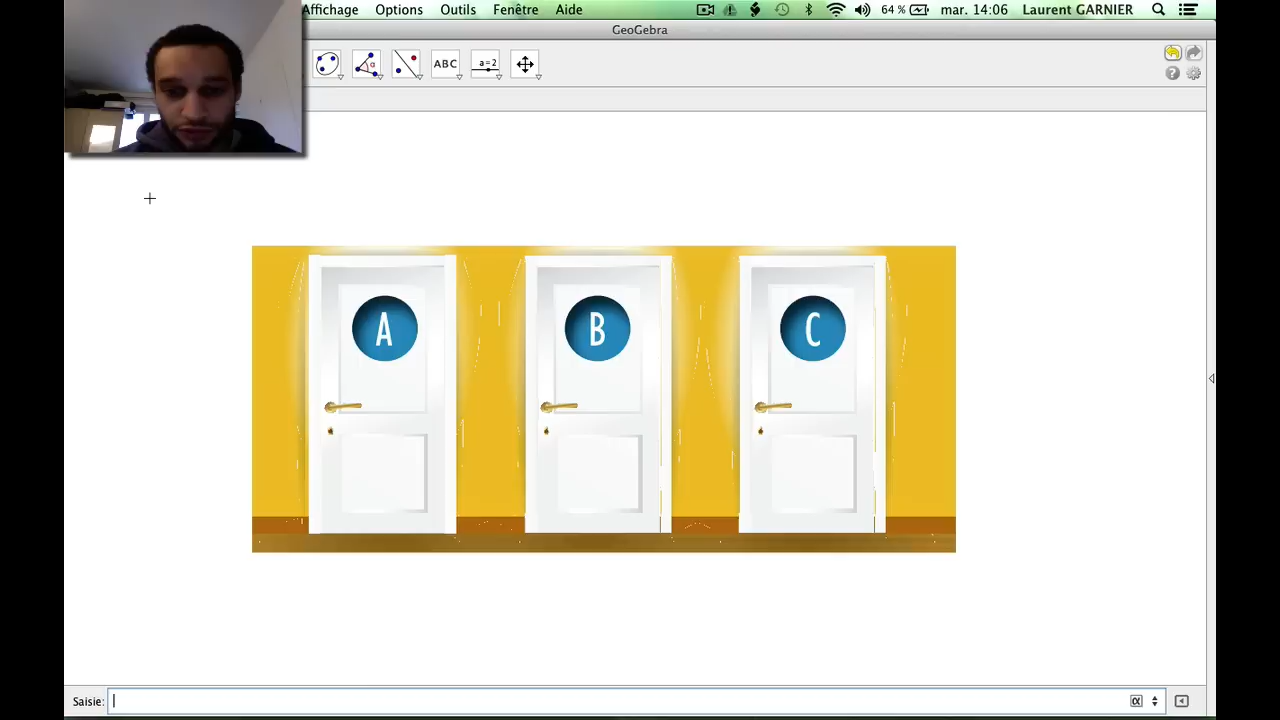 Affichage Options Outils Fenêtre Aide 64 % mar. 14:06 Laurent GARNIER
GeoGebra
α ABC a=2
A B C
Saisie: α